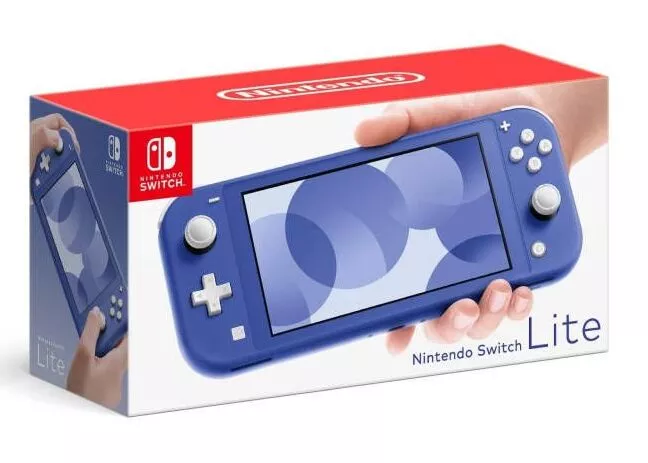 Nintendo
NINTENDO
SWITCH
Nintendo Switch Lite
Lite